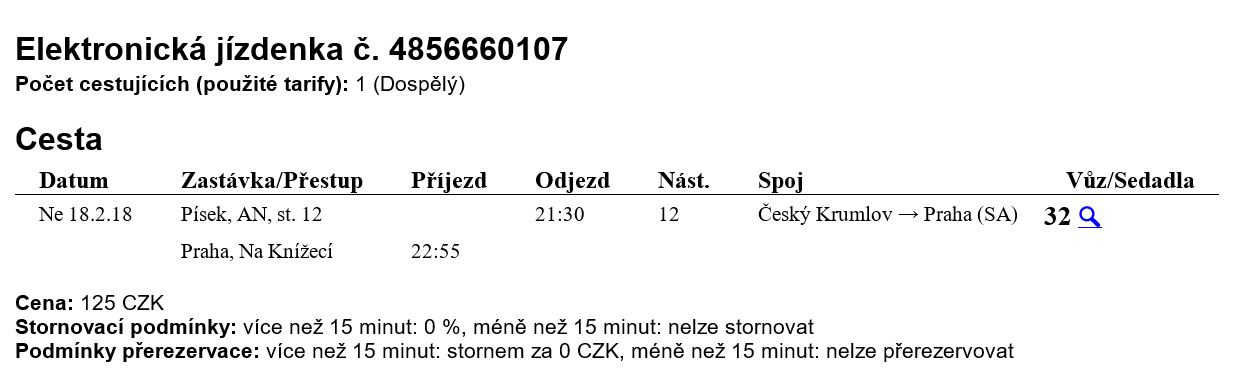 Elektronická jízdenka č. 4856660107
Počet cestujících (použité tarify): 1 (Dospělý)
Cesta
Datum Zastávka/Přestup Příjezd Odjezd Nást. Spoj Vůz/Sedadla
Ne 18.2.18 Písek, AN, st. 12 21:30 12 Český Krumlov → Praha (SA) 32
Praha, Na Knížecí 22:55
Cena: 125 CZK
Stornovací podmínky: více než 15 minut: 0 %, méně než 15 minut: nelze stornovat
Podmínky přerezervace: více než 15 minut: stornem za 0 CZK, méně než 15 minut: nelze přerezervovat